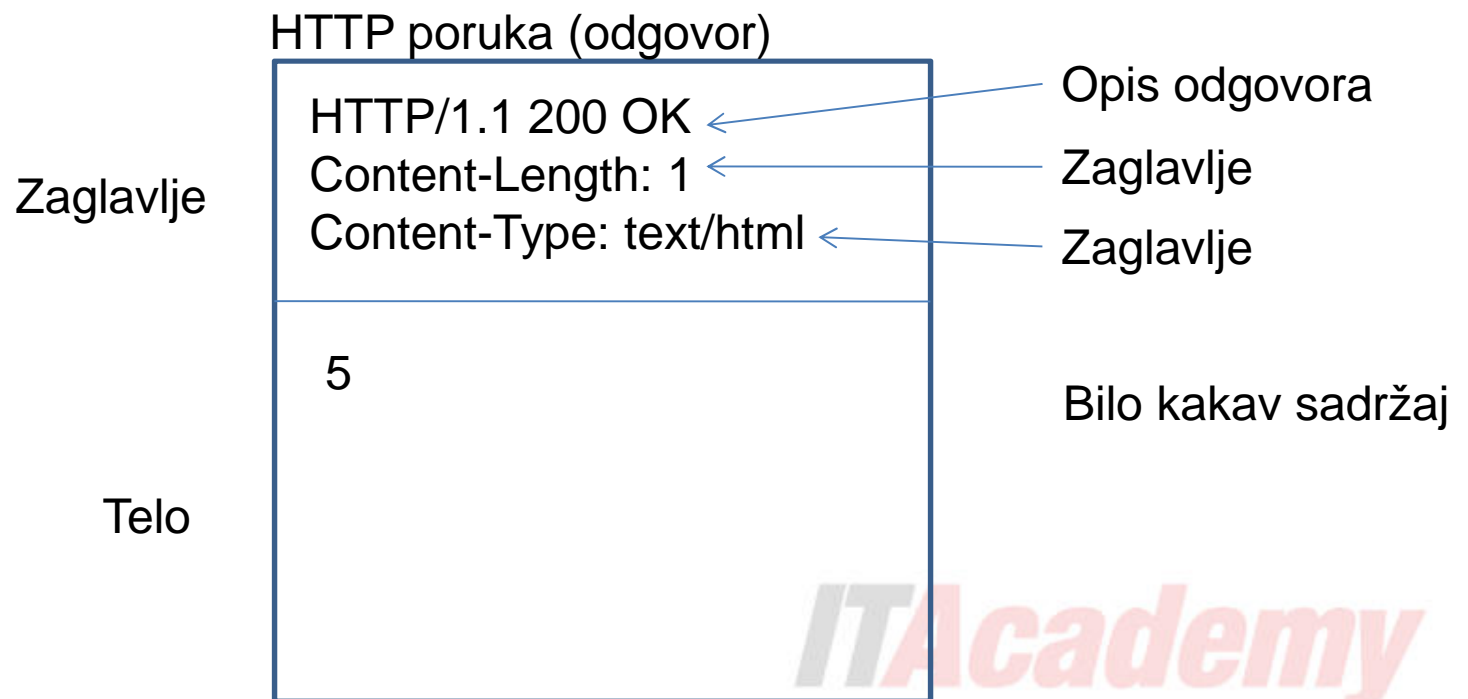 HTTP poruka (odgovor)
Zaglavlje
HTTP/1.1 200 OK
Content-Length: 1
Content-Type: text/html
Opis odgovora
Zaglavlje
Zaglavlje
Telo
5
Bilo kakav sadržaj
ITAcademy